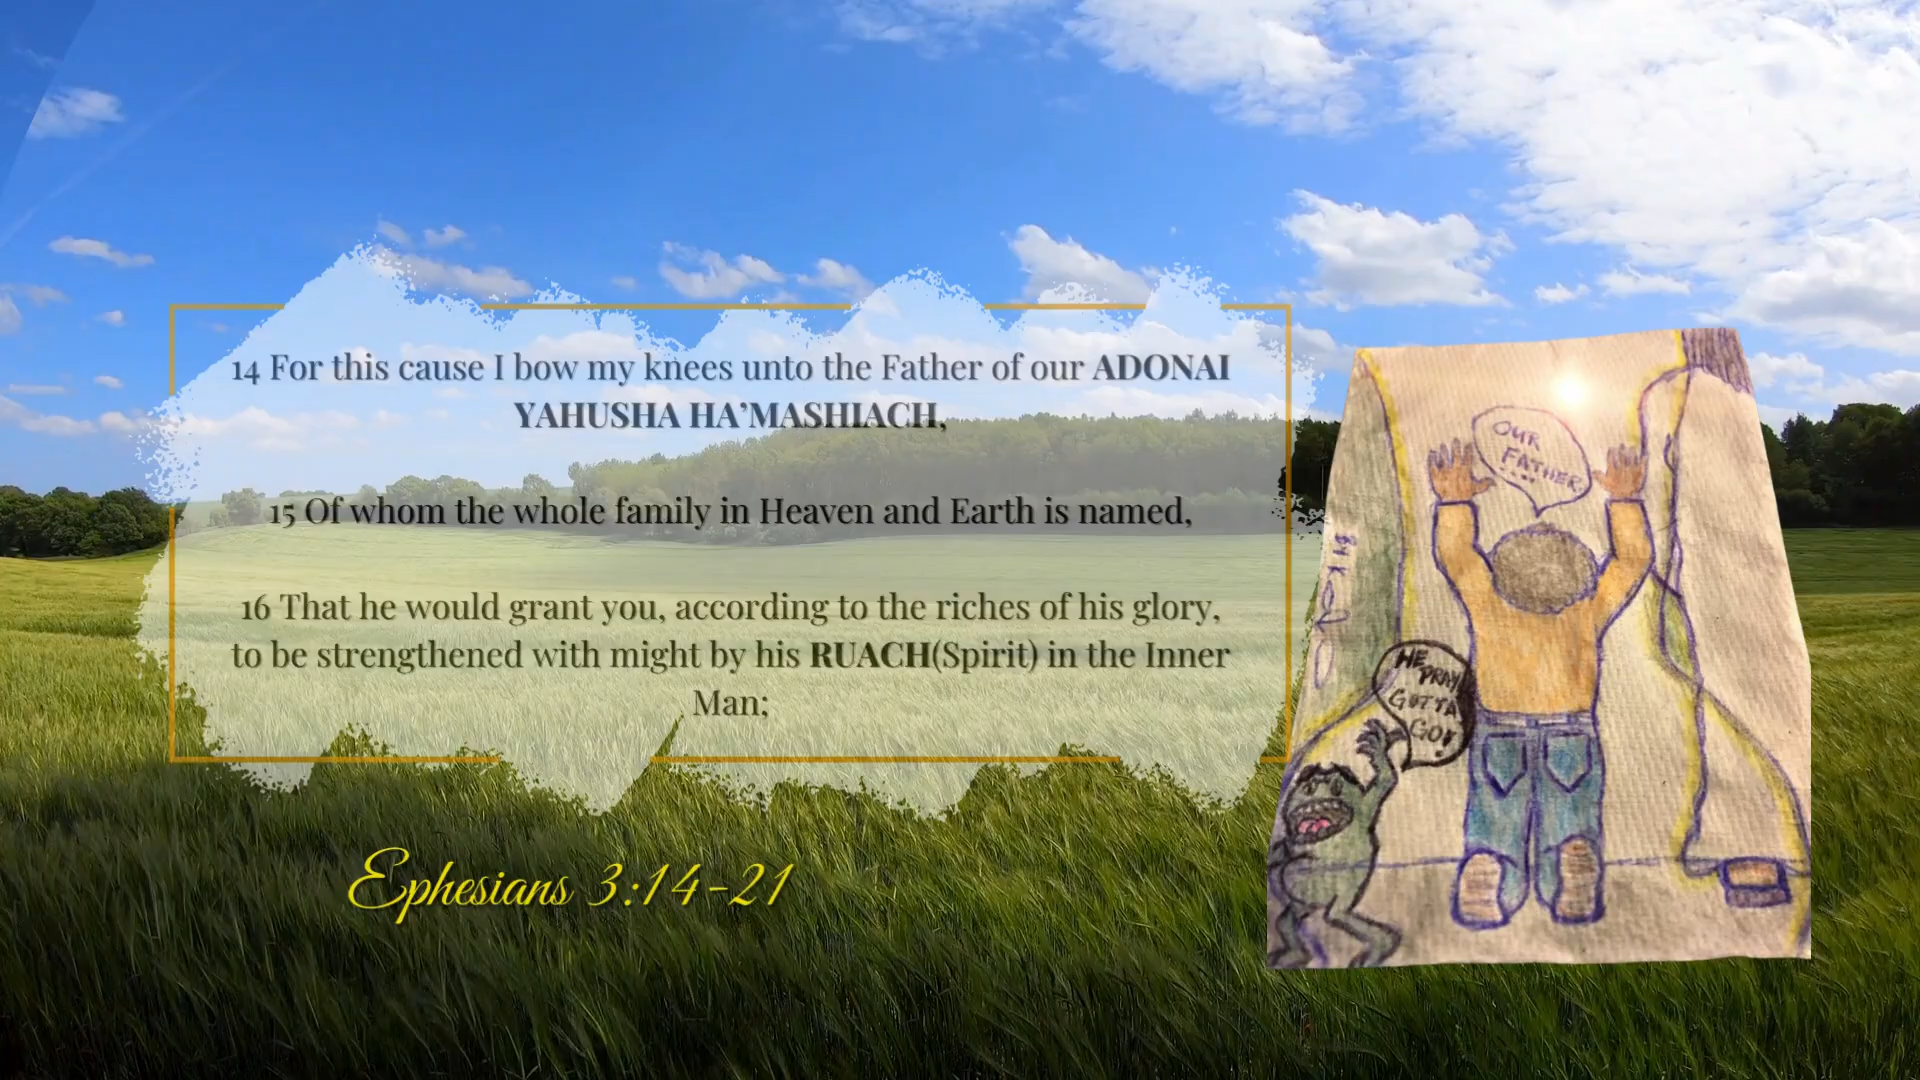 14 For this cause I bow my knees unto the Father of our ADONAI
YAHUSHA HA’MASHIACH,
15 Of whom the whole family in Heaven and Earth is named,
16 That he would grant you, according to the riches of his glory,
to be strengthened with might by his RUACH(Spirit) in the Inner
Man;
Ephesians 3:14-21
OUR
FATHER
...
HE
PRAY
GOTTA
GO!